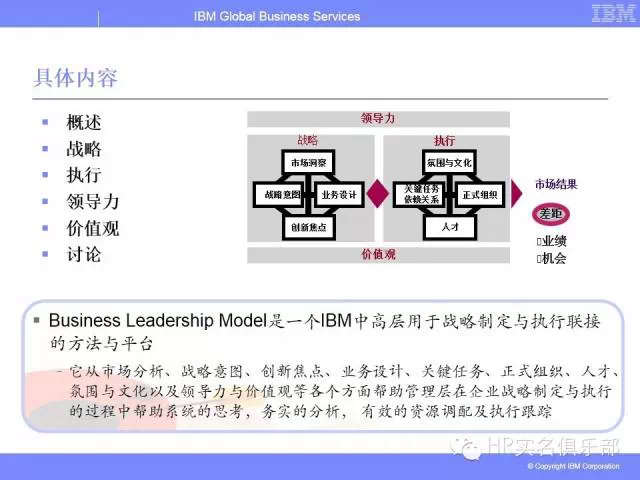 IBM Global Business Services
IBM
具体内容
概述
战略
执行
领导力
价值观
讨论
领导力
战略
执行
市场洞察
战略意图
业务设计
创新焦点
氛围与文化
关键任务
依赖关系
正式组织
人才
价值观
市场结果
差距
业绩
机会
Business Leadership Model是一个IBM中高层用于战略制定与执行联接
的方法与平台
- 它从市场分析、战略意图、创新焦点、业务设计、关键任务、正式组织、人才、
氛围与文化以及领导力与价值观等各个方面帮助管理层在企业战略制定与执行
的过程中帮助系统的思考，务实的分析， 有效的资源调配及执行跟踪
HR实名俱乐部
© Copyright IBM Corporation